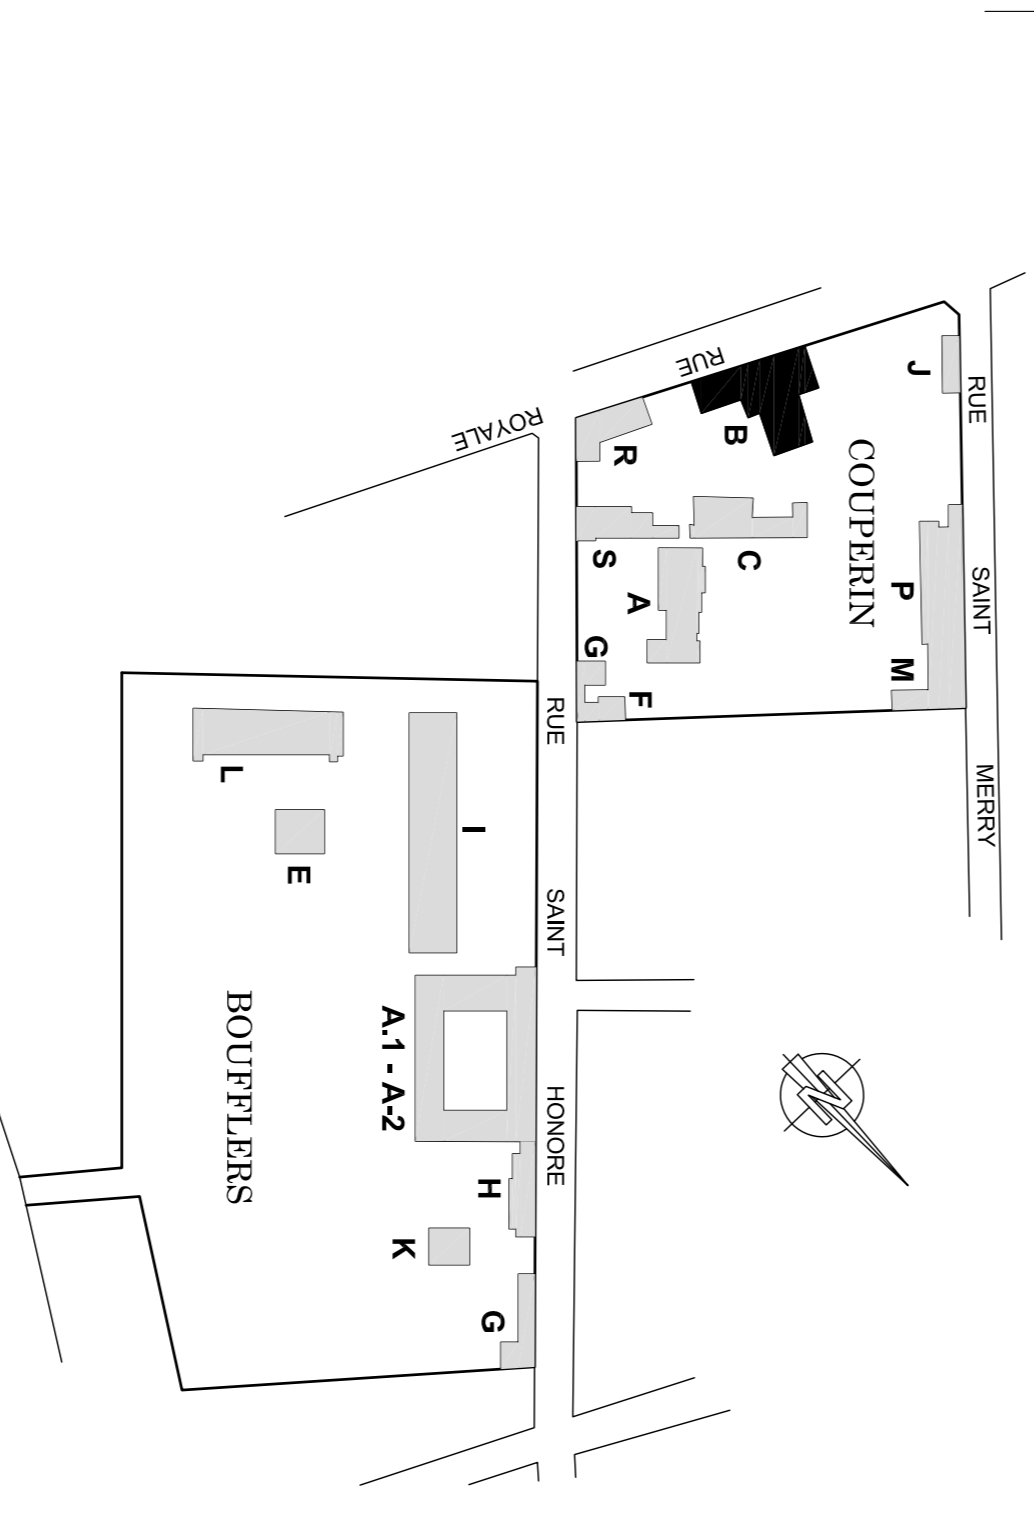 RUE ROYALE
RUE SAINT MERRY
RUE SAINT HONORE
COUPERIN
J
B
R
P
C
S
A
M
G
F
BOUFFLERS
L
I
E
A.1 - A-2
H
K
G
N